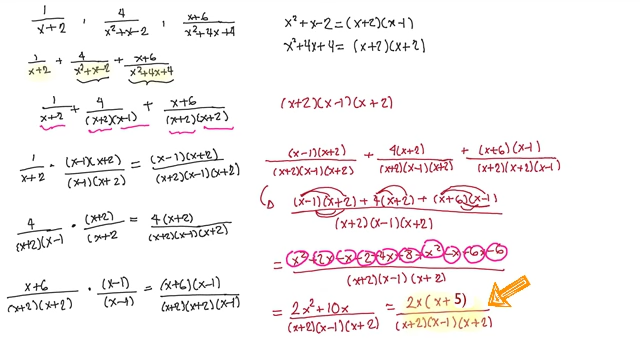 1/(x+2) , 4/(x²+x-2) , (x+6)/(x²+4x+4)
1/(x+2) + 4/(x²+x-2) + (x+6)/(x²+4x+4)
1/(x+2) + 4/((x+2)(x-1)) + (x+6)/((x+2)(x+2))
1/(x+2) · (x-1)(x+2)/((x-1)(x+2)) = (x-1)(x+2)/((x+2)(x-1)(x+2))
4/((x+2)(x-1) · (x+2)/(x+2 = 4(x+2)/((x+2)(x-1)(x+2))
(x+6)/((x+2)(x+2)) · (x-1)/(x-1) = (x+6)(x-1)/((x+2)(x+2)(x-1))
x²+x-2 = (x+2)(x-1)
x²+4x+4 = (x+2)(x+2)
(x+2)(x-1)(x+2)
(x-1)(x+2)/((x+2)(x-1)(x+2)) + 4(x+2)/((x+2)(x-1)(x+2)) + (x+6)(x-1)/((x+2)(x+2)(x-1)
((x-1)(x+2) + 4(x+2) + (x+6)(x-1))/((x+2)(x-1)(x+2))
= (x²+2x-x-2+4x+8+x²-x+6x-6)/((x+2)(x-1)(x+2))
= (2x²+10x)/((x+2)(x-1)(x+2)) = 2x(x+5)/((x+2)(x-1)(x+2))